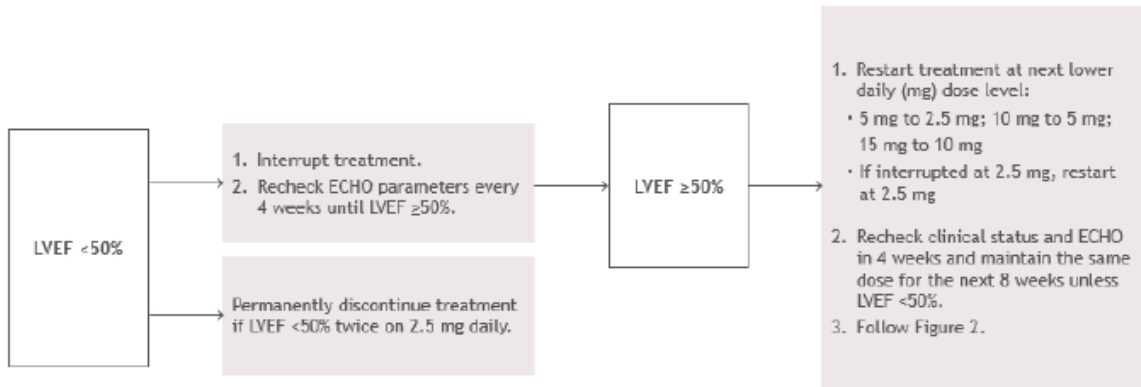 LVEF <50%
1. Interrupt treatment.
2. Recheck ECHO parameters every
4 weeks until LVEF ≥50%.
Permanently discontinue treatment
if LVEF <50% twice on 2.5 mg daily.
LVEF ≥50%
1. Restart treatment at next lower
daily (mg) dose level:
• 5 mg to 2.5 mg; 10 mg to 5 mg;
15 mg to 10 mg
• If interrupted at 2.5 mg, restart
at 2.5 mg
2. Recheck clinical status and ECHO
in 4 weeks and maintain the same
dose for the next 8 weeks unless
LVEF <50%.
3. Follow Figure 2.